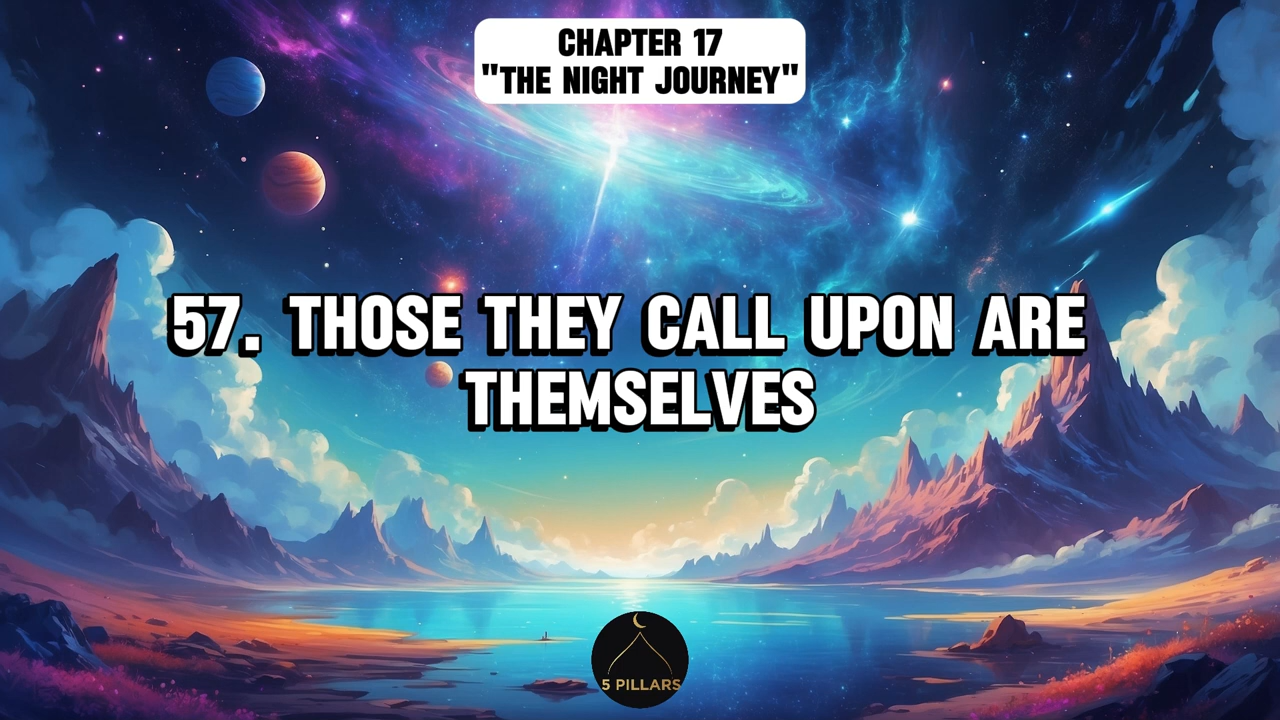 CHAPTER 17
"THE NIGHT JOURNEY"
57. THOSE THEY CALL UPON ARE
THEMSELVES
5 PILLARS